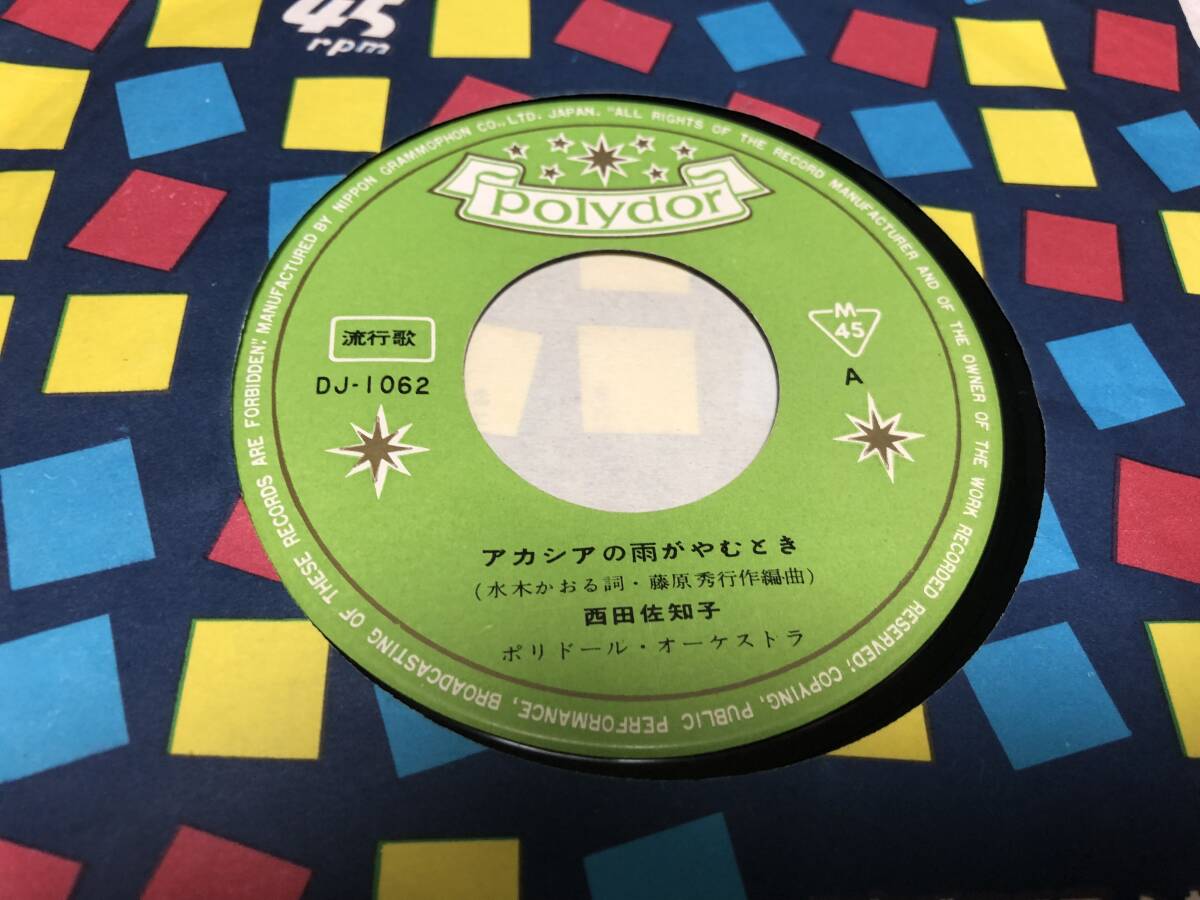 45
rpm
polydor
流行歌
DJ-1062
M
45
A
アカシアの雨がやむとき
(水木かおる詞・藤原秀行作編曲)
西田佐知子
ポリドール・オーケストラ
MANUFACTURED BY NIPPON GRAMMOPHON CO., LTD. JAPAN. "ALL RIGHTS OF THE RECORD MANUFACTURER AND OF THE OWNER OF THE WORK RECORDED RESERVED; COPYING, PUBLIC PERFORMANCE, BROADCASTING OF THESE RECORDS ARE FORBIDDEN"